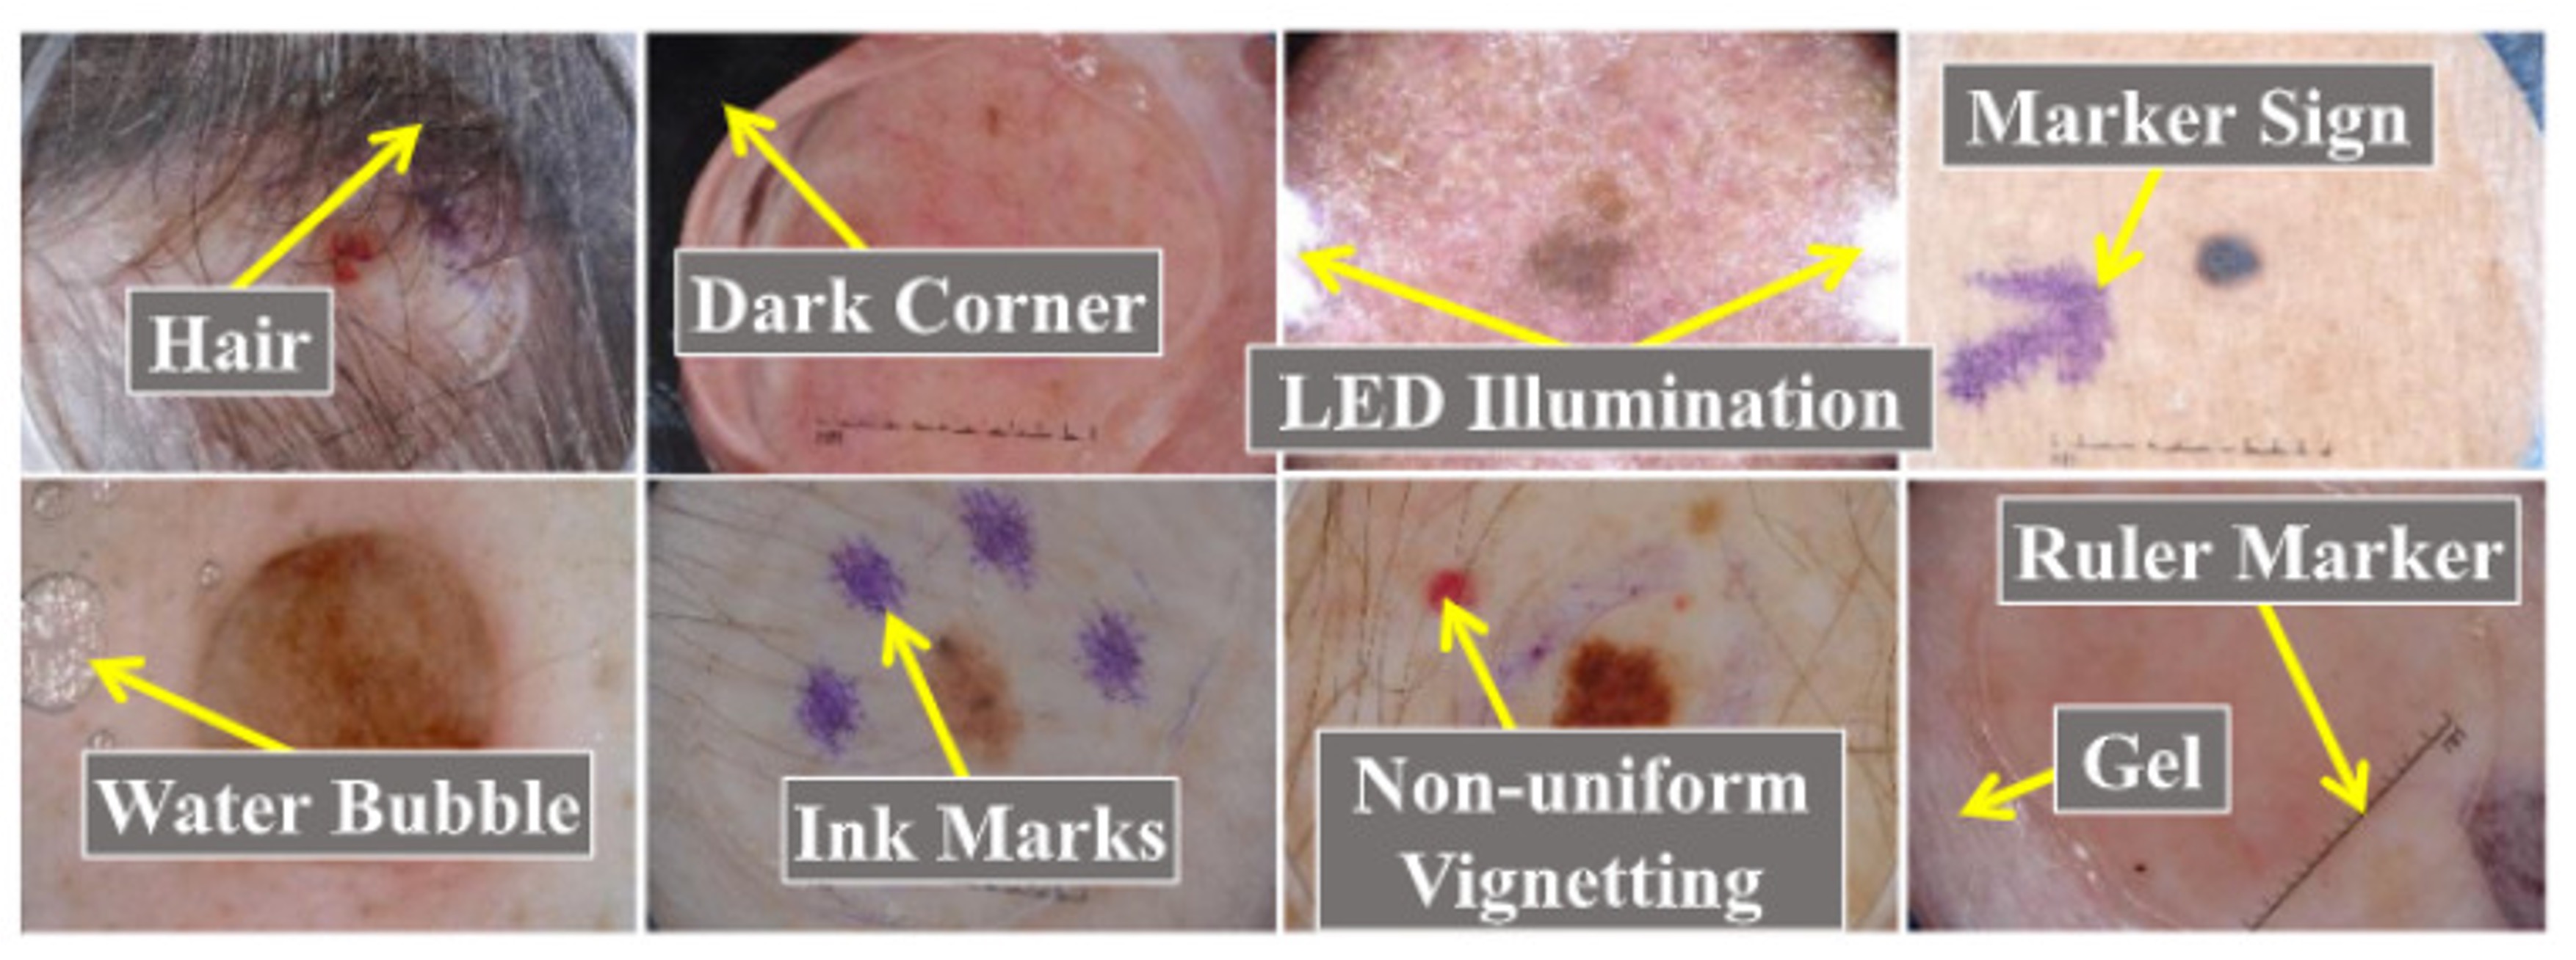 Hair
Dark Corner
LED Illumination
Marker Sign
Water Bubble
Ink Marks
Non-uniform
Vignetting
Ruler Marker
Gel